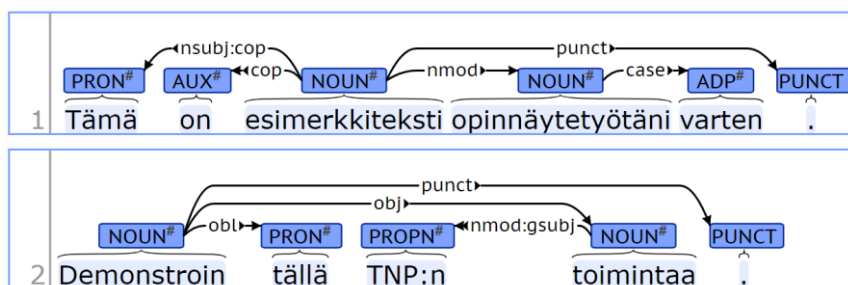 nsubj:cop punct
cop nmod case
PRON# AUX# NOUN# NOUN# ADP# PUNCT
1 Tämä on esimerkkiteksti opinnäytetyötäni varten .
punct
obj
obl nmod:gsubj
NOUN# PRON# PROPN# NOUN# PUNCT
2 Demonstroin tällä TNP:n toimintaa .